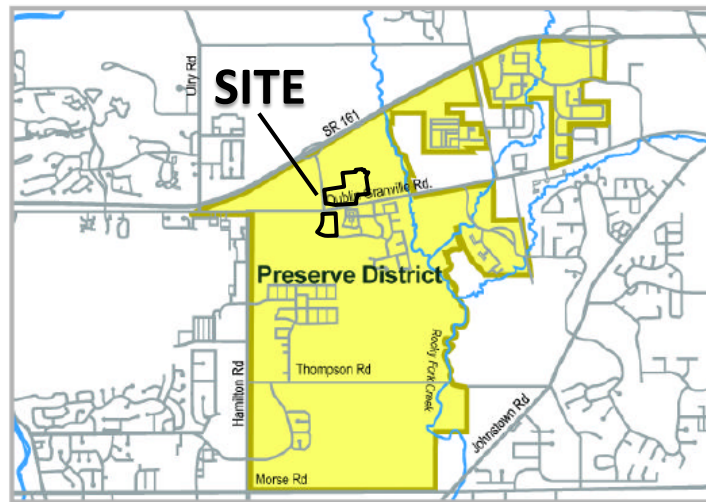 Ulry Rd
SITE
SR 161
Dublin Granville Rd.
Preserve District
Rocky Fork Creek
Thompson Rd
Hamilton Rd
Johnstown Rd
Morse Rd